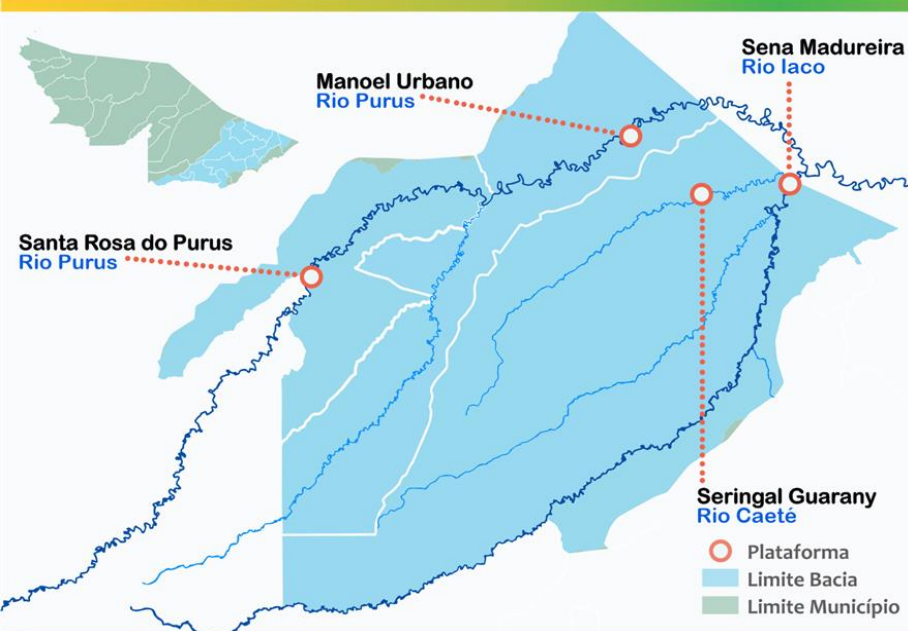 Sena Madureira
Rio Iaco
Manoel Urbano
Rio Purus
Santa Rosa do Purus
Rio Purus
Seringal Guarany
Rio Caeté
Plataforma
Limite Bacia
Limite Município